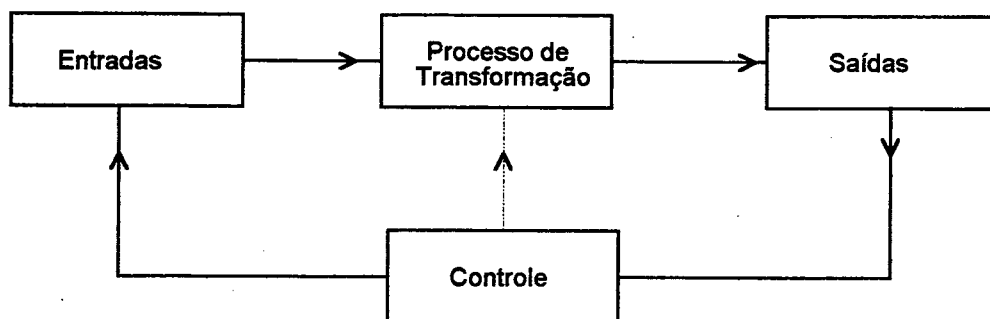 Entradas
Processo de
Transformação
Saídas
Controle